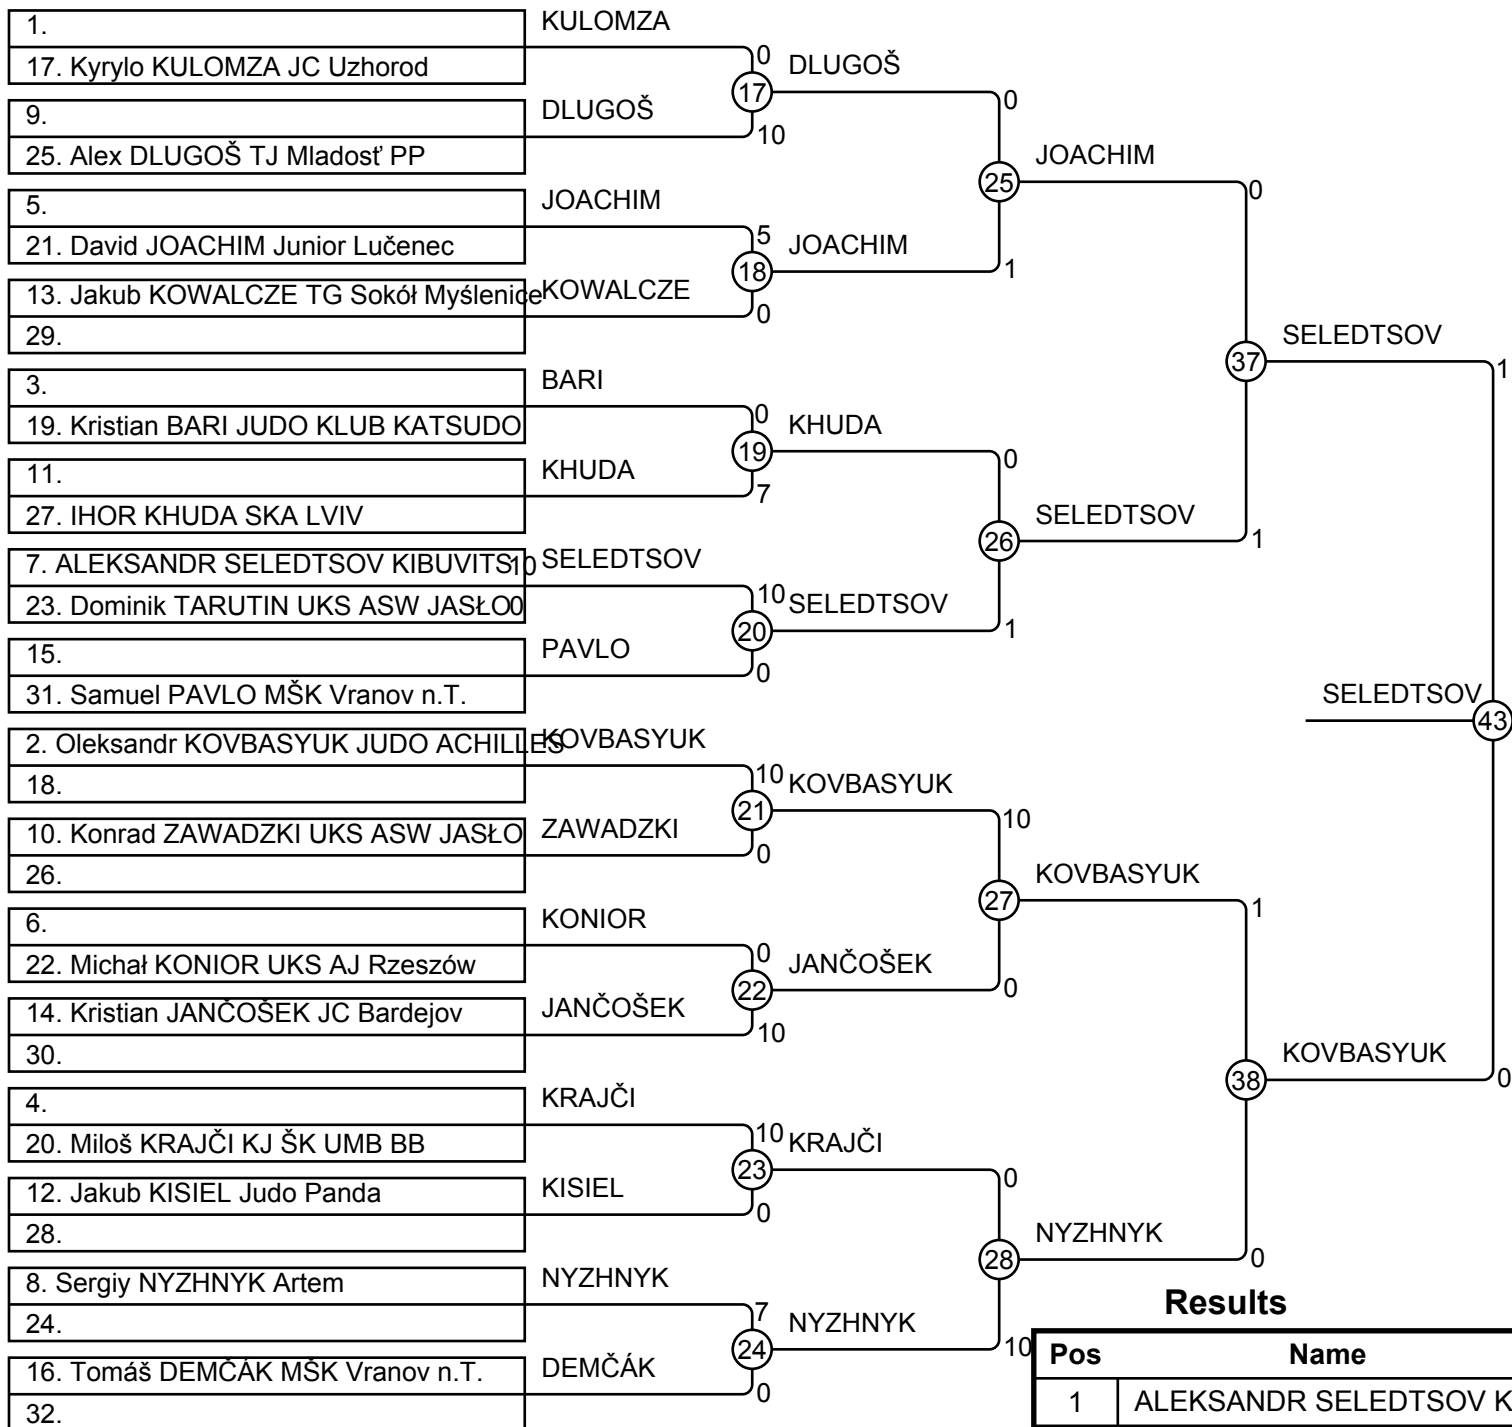 1.
17. Kyrylo KULOMZA JC Uzhorod
9.
25. Alex DLUGOŠ TJ Mladosť PP
5.
21. David JOACHIM Junior Lučenec
13. Jakub KOWALCZE TG Sokół Myślenice
29.
3.
19. Kristian BARI JUDO KLUB KATSUDO
11.
27. IHOR KHUDA SKA LVIV
7. ALEKSANDR SELEDTSOV KIBUVITS 10
23. Dominik TARUTIN UKS ASW JASŁO 0
15.
31. Samuel PAVLO MŠK Vranov n.T.
2. Oleksandr KOVBASYUK JUDO ACHILLES
18.
10. Konrad ZAWADZKI UKS ASW JASŁO
26.
6.
22. Michał KONIOR UKS AJ Rzeszów
14. Kristian JANČOŠEK JC Bardejov
30.
4.
20. Miloš KRAJČI KJ ŠK UMB BB
12. Jakub KISIEL Judo Panda
28.
8. Sergiy NYZHNYK Artem
24.
16. Tomáš DEMČÁK MŠK Vranov n.T.
32.
KULOMZA
0
17
DLUGOŠ
10
JOACHIM
5
18
KOWALCZE
0
BARI
0
19
KHUDA
7
SELEDTSOV
10
20
PAVLO
0
KOVBASYUK
10
21
ZAWADZKI
0
KONIOR
0
22
JANČOŠEK
10
KRAJČI
10
23
KISIEL
0
NYZHNYK
7
24
DEMČÁK
0
DLUGOŠ
0
25
JOACHIM
1
KHUDA
0
26
SELEDTSOV
1
KOVBASYUK
10
27
JANČOŠEK
0
KRAJČI
0
28
NYZHNYK
10
JOACHIM
0
37
SELEDTSOV
1
KOVBASYUK
1
38
NYZHNYK
0
SELEDTSOV
1
SELEDTSOV
43
KOVBASYUK
0
Results
Pos Name
1 ALEKSANDR SELEDTSOV K